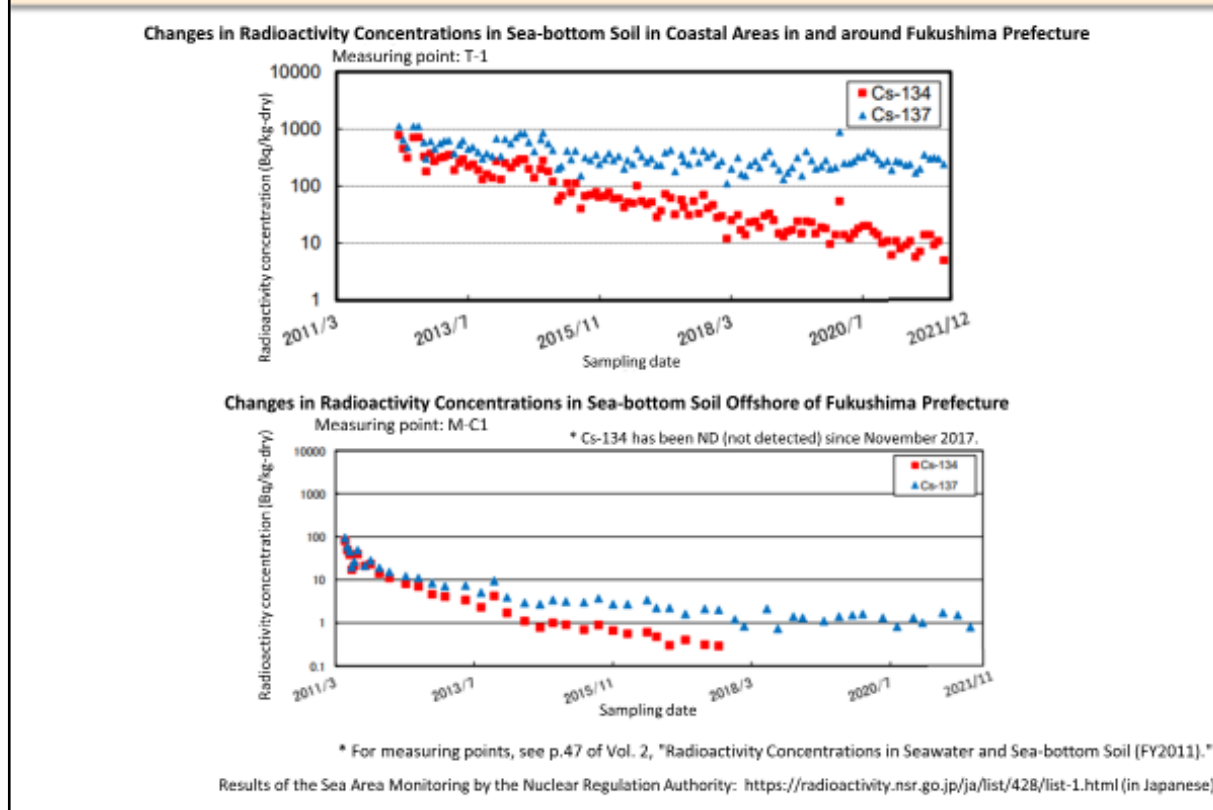 Changes in Radioactivity Concentrations in Sea-bottom Soil in Coastal Areas in and around Fukushima Prefecture
Measuring point: T-1
Radioactivity concentration (Bq/kg-dry)
10000
1000
100
10
1
Cs-134
Cs-137
2011/3
2013/7
2015/11
2018/3
2020/7
2021/12
Sampling date
Changes in Radioactivity Concentrations in Sea-bottom Soil Offshore of Fukushima Prefecture
Measuring point: M-C1
* Cs-134 has been ND (not detected) since November 2017.
Radioactivity concentration (Bq/kg-dry)
10000
1000
100
10
1
0.1
Cs-134
Cs-137
2011/3
2013/7
2015/11
2018/3
2020/7
2021/11
Sampling date
* For measuring points, see p.47 of Vol. 2, "Radioactivity Concentrations in Seawater and Sea-bottom Soil (FY2011)."
Results of the Sea Area Monitoring by the Nuclear Regulation Authority: https://radioactivity.nsr.go.jp/ja/list/428/list-1.html (in Japanese)